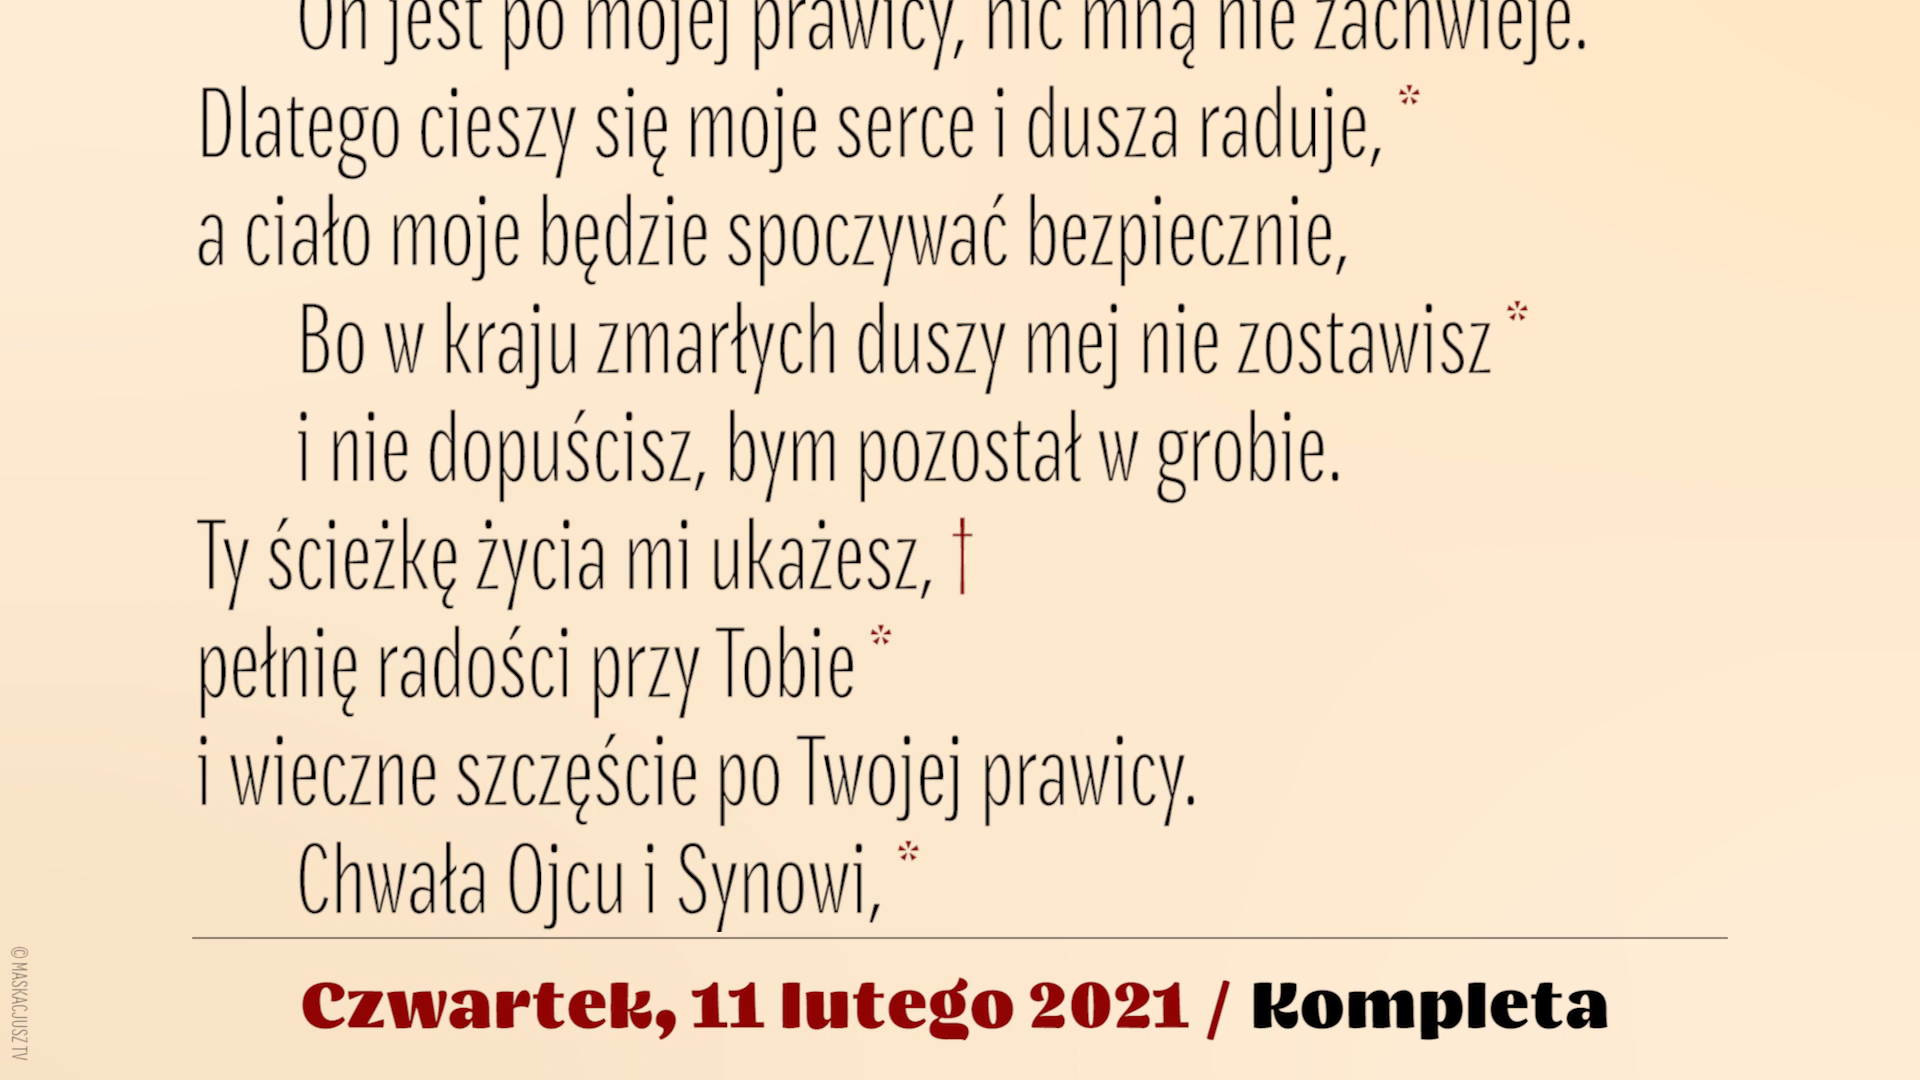 On jest po mojej prawicy, nic mną nie zachwieje.
Dlatego cieszy się moje serce i dusza raduje, *
a ciało moje będzie spoczywać bezpiecznie,
Bo w kraju zmarłych duszy mej nie zostawisz *
i nie dopuścisz, bym pozostał w grobie.
Ty ścieżkę życia mi ukażesz, †
pełnię radości przy Tobie *
i wieczne szczęście po Twojej prawicy.
Chwała Ojcu i Synowi, *
Czwartek, 11 lutego 2021 / Kompleta
© MASKACJUSZ TV